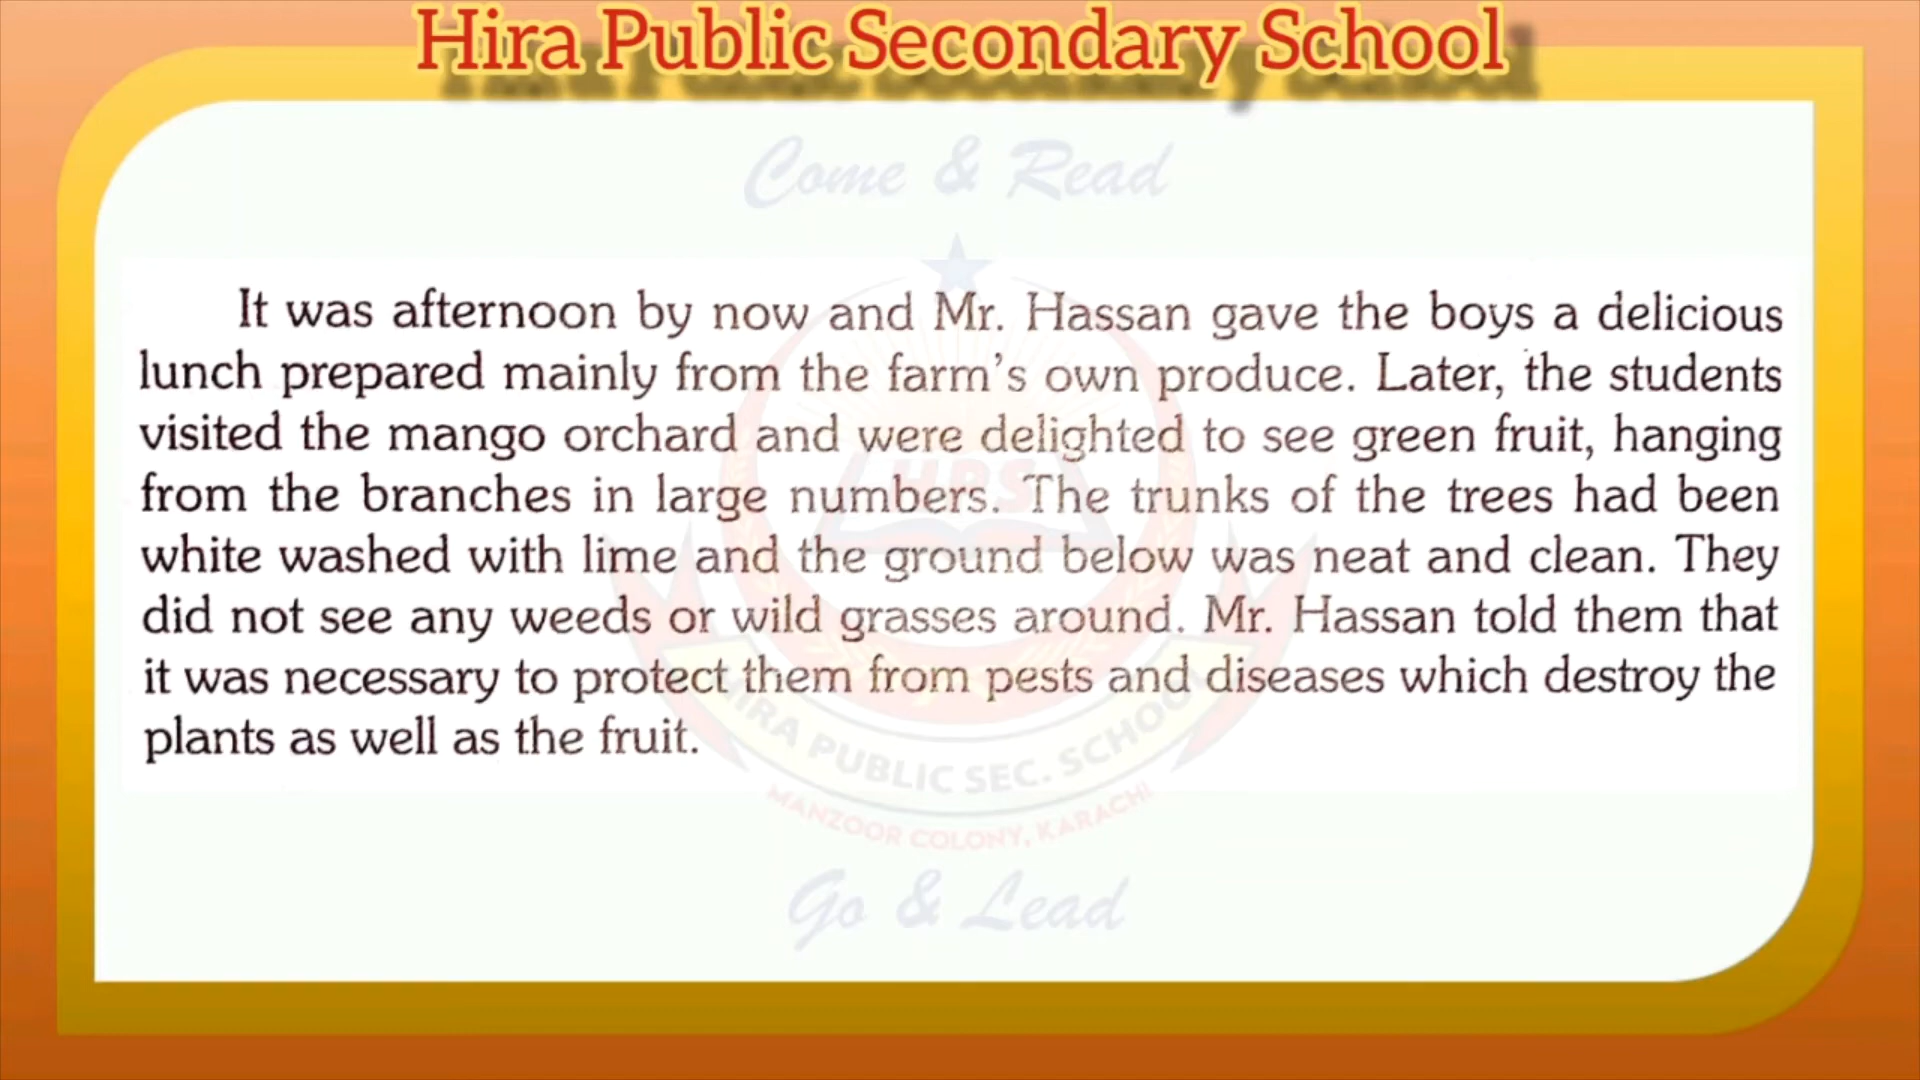 Hira Public Secondary School
Come & Read
It was afternoon by now and Mr. Hassan gave the boys a delicious
lunch prepared mainly from the farm's own produce. Later, the students
visited the mango orchard and were delighted to see green fruit, hanging
from the branches in large numbers. The trunks of the trees had been
white washed with lime and the ground below was neat and clean. They
did not see any weeds or wild grasses around. Mr. Hassan told them that
it was necessary to protect them from pests and diseases which destroy the
plants as well as the fruit.
HPS
HIRA PUBLIC SEC. SCHOOL
MANZOOR COLONY, KARACHI
Go & Lead